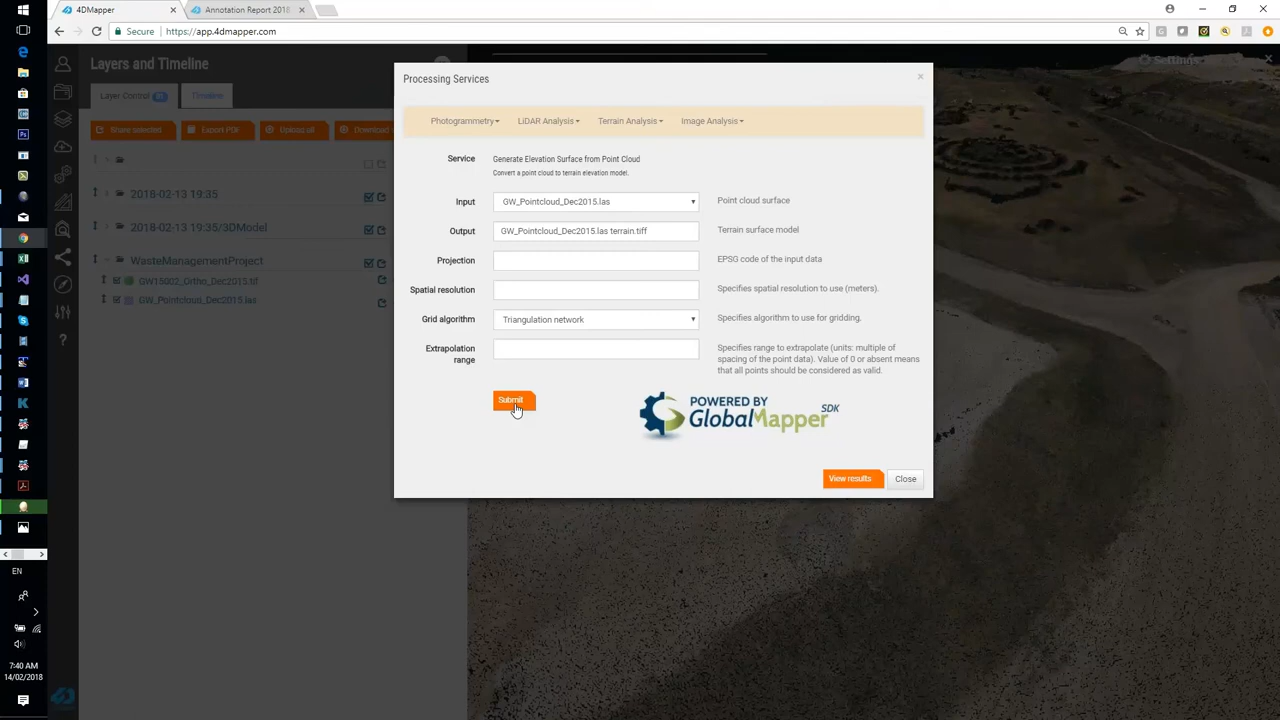 4DMapper
Annotation Report 2018
Secure
https://app.4dmapper.com
Layers and Timeline
Settings
Layer Control
Timeline
Share selected
Export PDF
Upload all
Download
2018-02-13 19:35
2018-02-13 19:35/3DModel
WasteManagementProject
GW15002_Ortho_Dec15.tif
GW_Pointcloud_Dec2015.las
Processing Services
Photogrammetry
LiDAR Analysis
Terrain Analysis
Image Analysis
Service
Generate Elevation Surface from Point Cloud
Convert a point cloud to terrain elevation model.
Input
GW_Pointcloud_Dec2015.las
Point cloud surface
Output
GW_Pointcloud_Dec2015.las terrain.tiff
Terrain surface model
Projection
EPSG code of the input data
Spatial resolution
Specifies spatial resolution to use (meters).
Grid algorithm
Triangulation network
Specifies algorithm to use for gridding.
Extrapolation
range
Specifies range to extrapolate (units: multiple of
spacing of the point data). Value of 0 or absent means
that all points should be considered as valid.
Submit
POWERED BY
GlobalMapper SDK
View results
Close
EN
7:40 AM
14/02/2018